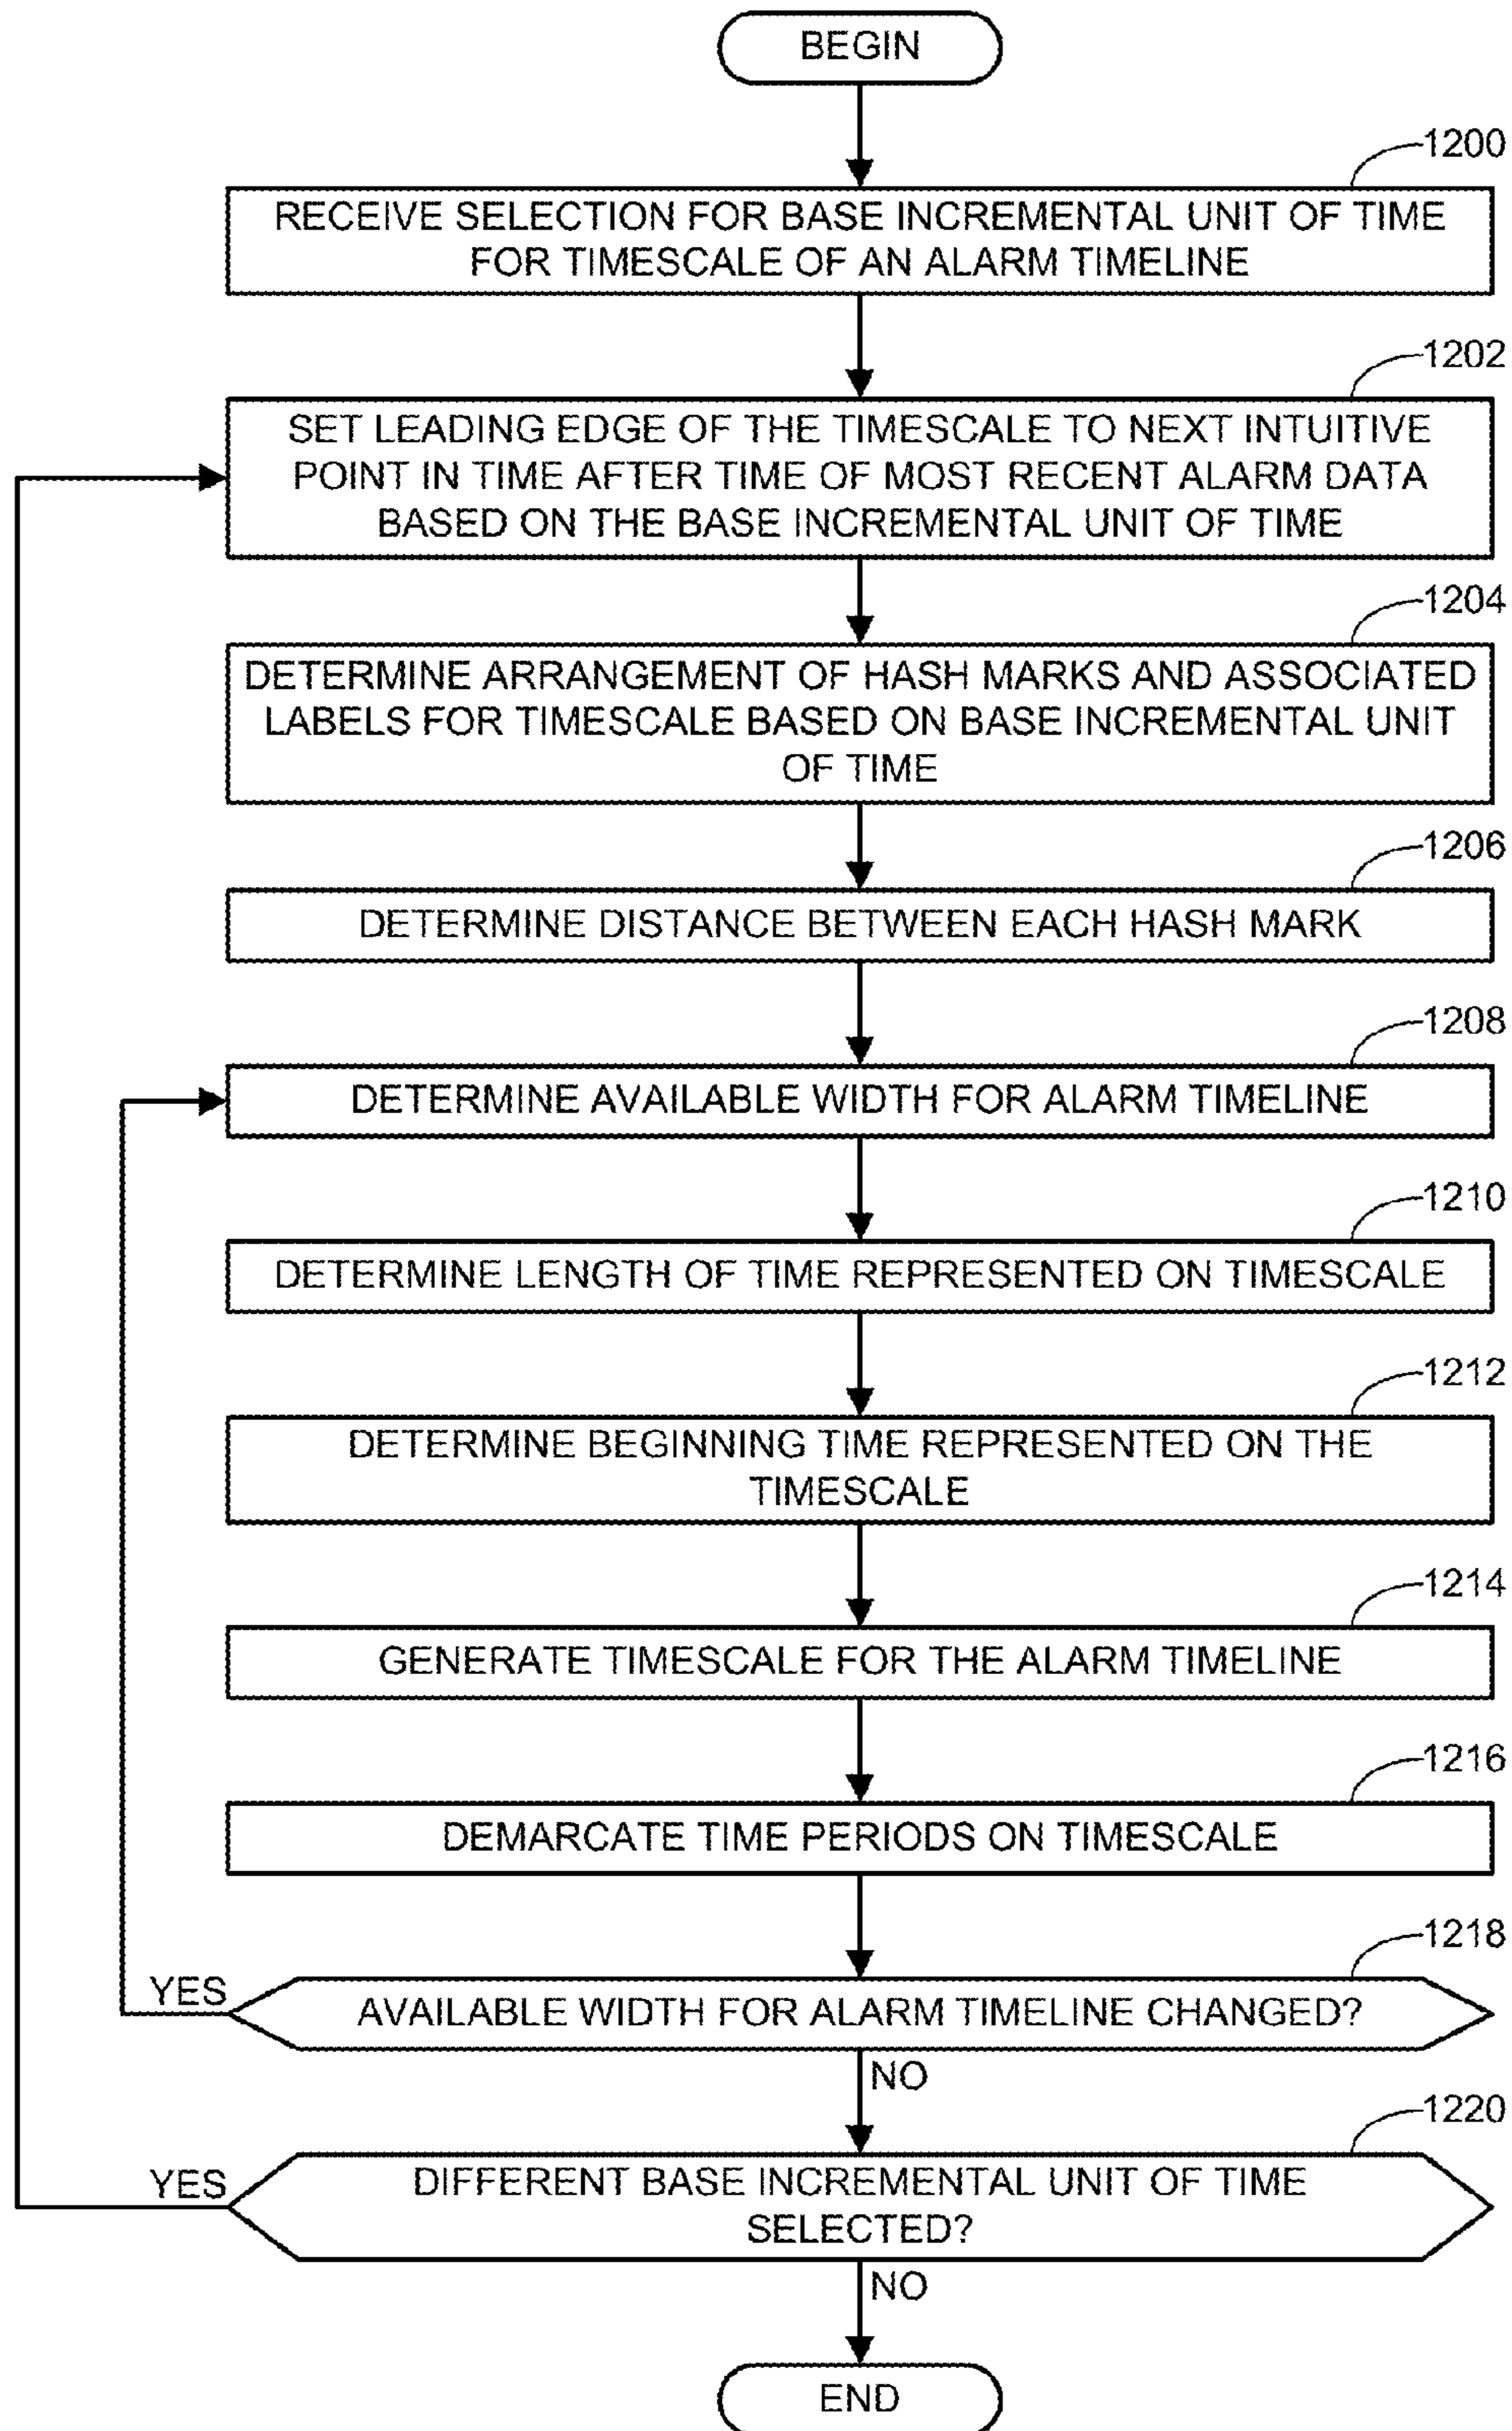 BEGIN
1200
RECEIVE SELECTION FOR BASE INCREMENTAL UNIT OF TIME
FOR TIMESCALE OF AN ALARM TIMELINE
1202
SET LEADING EDGE OF THE TIMESCALE TO NEXT INTUITIVE
POINT IN TIME AFTER TIME OF MOST RECENT ALARM DATA
BASED ON THE BASE INCREMENTAL UNIT OF TIME
1204
DETERMINE ARRANGEMENT OF HASH MARKS AND ASSOCIATED
LABELS FOR TIMESCALE BASED ON BASE INCREMENTAL UNIT
OF TIME
1206
DETERMINE DISTANCE BETWEEN EACH HASH MARK
1208
DETERMINE AVAILABLE WIDTH FOR ALARM TIMELINE
1210
DETERMINE LENGTH OF TIME REPRESENTED ON TIMESCALE
1212
DETERMINE BEGINNING TIME REPRESENTED ON THE
TIMESCALE
1214
GENERATE TIMESCALE FOR THE ALARM TIMELINE
1216
DEMARCATE TIME PERIODS ON TIMESCALE
1218
YES
AVAILABLE WIDTH FOR ALARM TIMELINE CHANGED?
NO
1220
YES
DIFFERENT BASE INCREMENTAL UNIT OF TIME
SELECTED?
NO
END